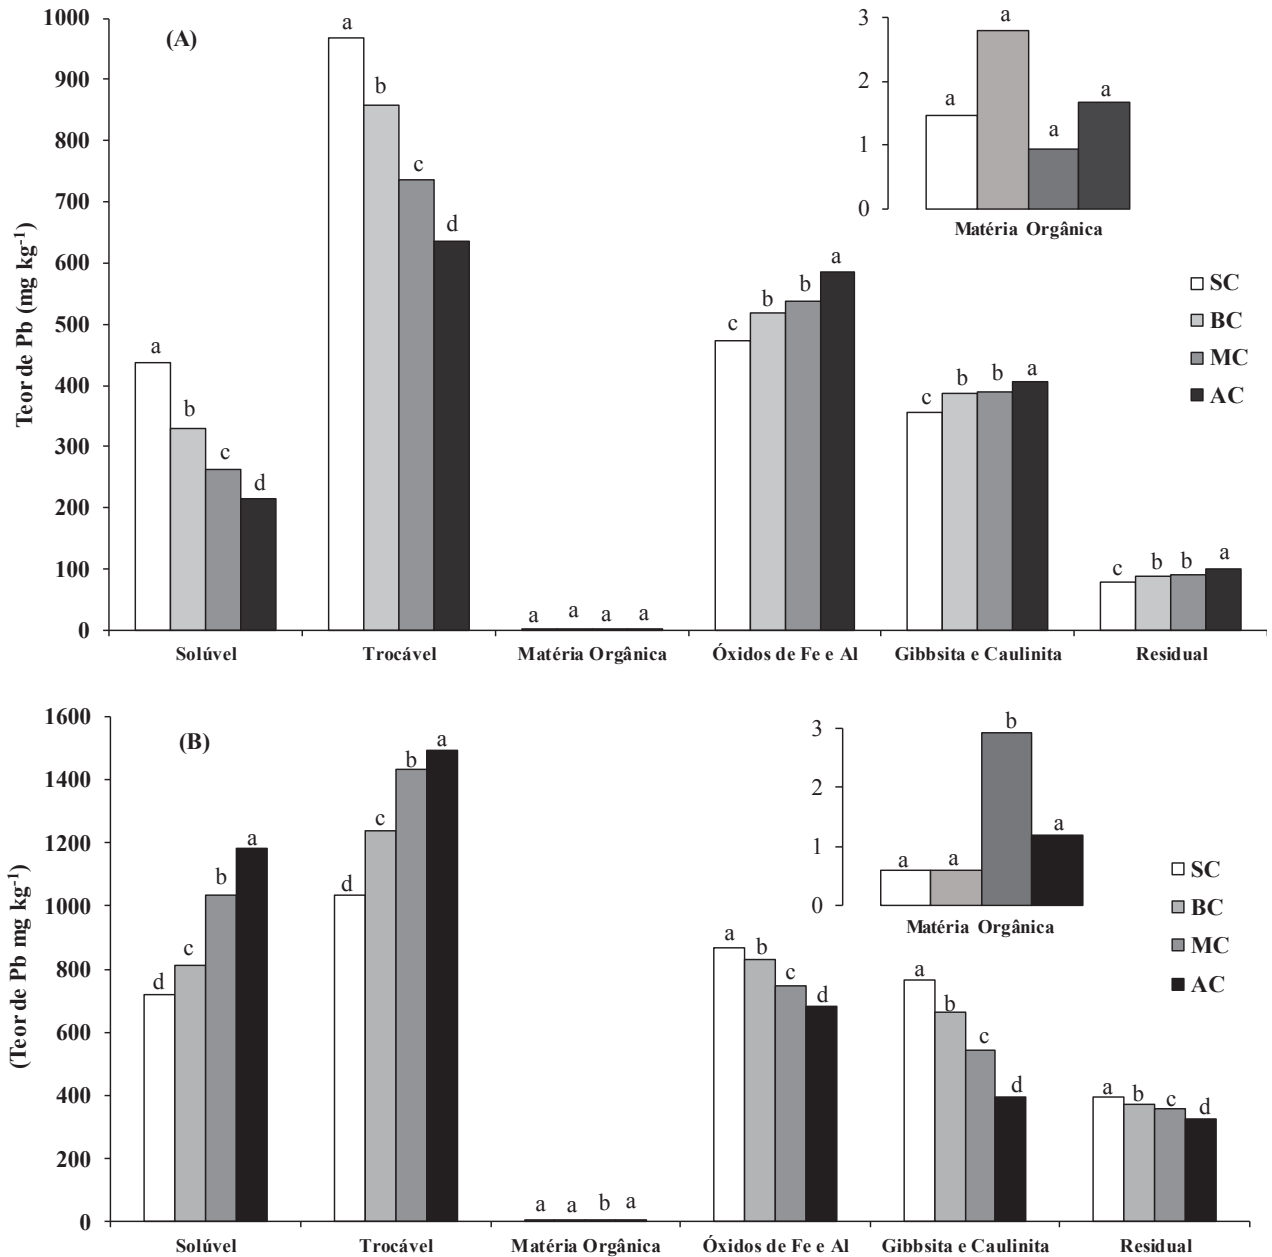 (A)
Teor de Pb (mg kg⁻¹)
1000
900
800
700
600
500
400
300
200
100
0
a
b
c
d
a
b
c
d
a
a
a
a
c
b
b
a
c
b
b
a
c
b
b
a
Solúvel
Trocável
Matéria Orgânica
Óxidos de Fe e Al
Gibbsita e Caulinita
Residual
3
2
1
0
a
a
a
a
Matéria Orgânica
SC
BC
MC
AC
(B)
(Teor de Pb mg kg⁻¹)
1600
1400
1200
1000
800
600
400
200
0
d
c
b
a
d
c
b
a
a
a
b
a
a
b
c
d
a
b
c
d
a
b
c
d
Solúvel
Trocável
Matéria Orgânica
Óxidos de Fe e Al
Gibbsita e Caulinita
Residual
3
2
1
0
a
a
b
a
Matéria Orgânica
SC
BC
MC
AC